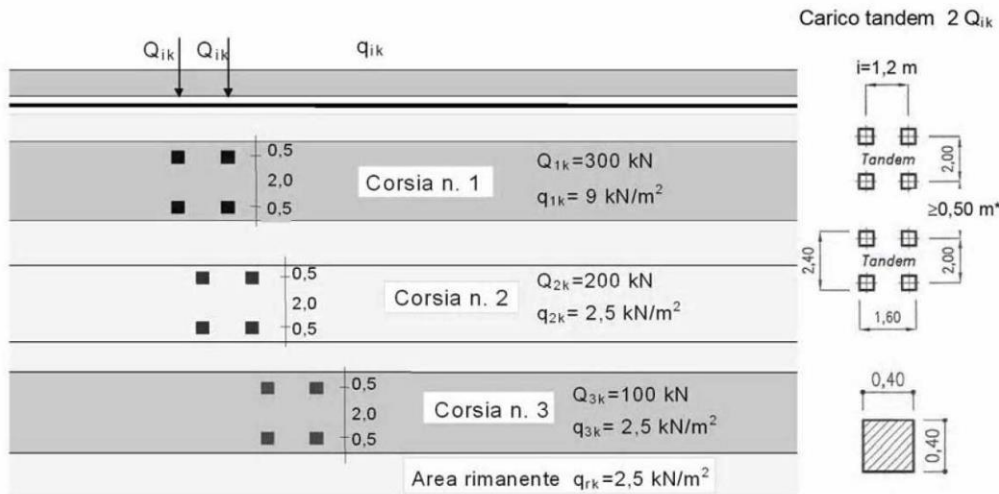 Carico tandem 2 Qik
Qik Qik qik
i=1,2 m
0,5
2,0
0,5
Corsia n. 1
Q1k=300 kN
q1k= 9 kN/m²
Tandem
2,00
≥0,50 m*
0,5
2,0
0,5
Corsia n. 2
Q2k=200 kN
q2k= 2,5 kN/m²
2,40
Tandem
2,00
1,60
0,5
2,0
0,5
Corsia n. 3
Q3k=100 kN
q3k= 2,5 kN/m²
0,40
0,40
Area rimanente qrk=2,5 kN/m²